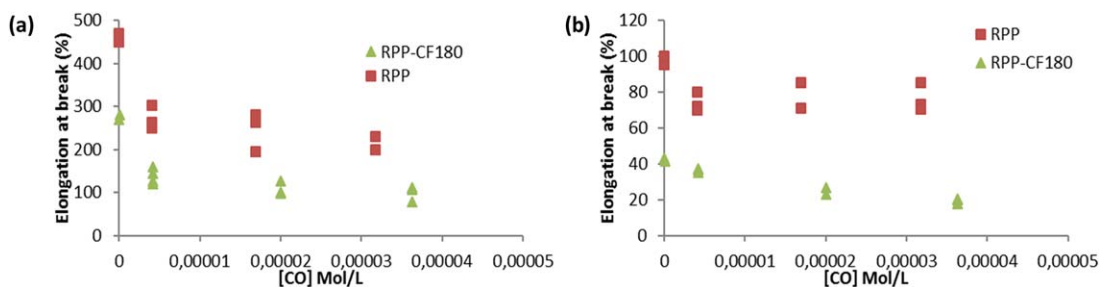 (a)
Elongation at break (%)
500
400
300
200
100
0
RPP-CF180
RPP
0 0,00001 0,00002 0,00003 0,00004 0,00005
[CO] Mol/L
(b)
Elongation at break (%)
120
100
80
60
40
20
0
RPP
RPP-CF180
0 0,00001 0,00002 0,00003 0,00004 0,00005
[CO] Mol/L